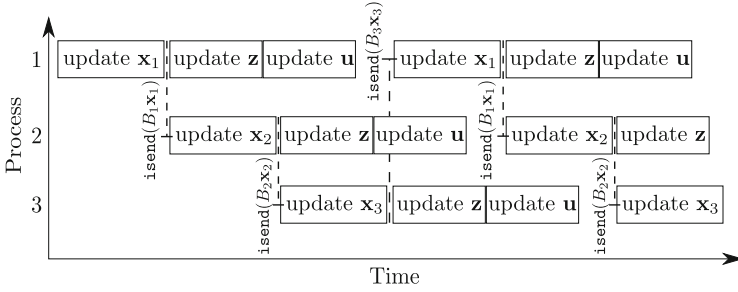 isend(B₃x₃)
1 update x₁ update z update u update x₁ update z update u
isend(B₁x₁) isend(B₁x₁)
Process
2 update x₂ update z update u update x₂ update z
isend(B₂x₂) isend(B₂x₂)
3 update x₃ update z update u update x₃
Time